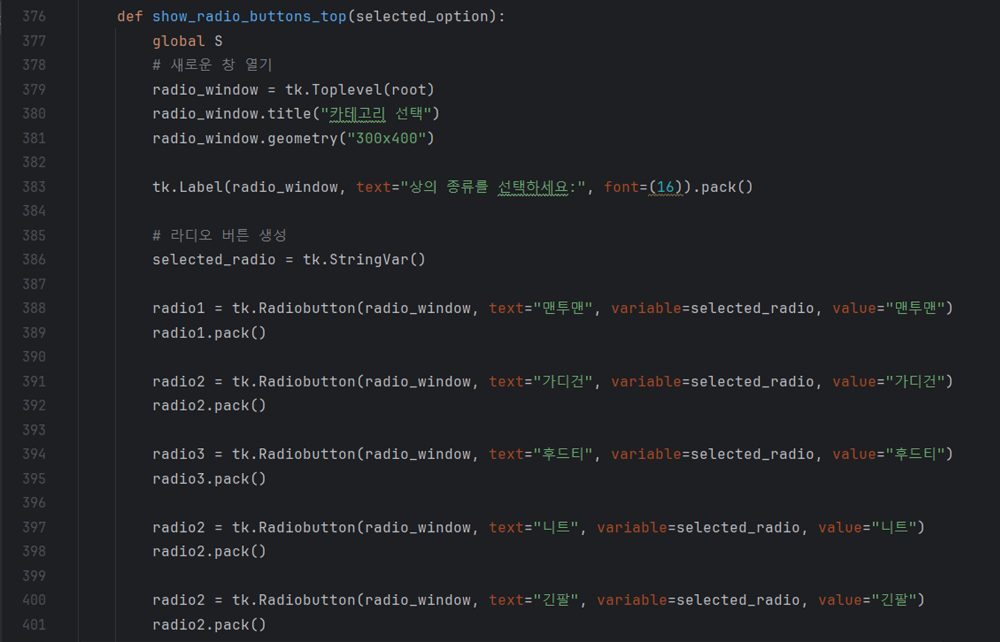 376 def show_radio_buttons_top(selected_option):
377 global S
378 # 새로운 창 열기
379 radio_window = tk.Toplevel(root)
380 radio_window.title("카테고리 선택")
381 radio_window.geometry("300x400")
382
383 tk.Label(radio_window, text="상의 종류를 선택하세요:", font=(16)).pack()
384
385 # 라디오 버튼 생성
386 selected_radio = tk.StringVar()
387
388 radio1 = tk.Radiobutton(radio_window, text="맨투맨", variable=selected_radio, value="맨투맨")
389 radio1.pack()
390
391 radio2 = tk.Radiobutton(radio_window, text="가디건", variable=selected_radio, value="가디건")
392 radio2.pack()
393
394 radio3 = tk.Radiobutton(radio_window, text="후드티", variable=selected_radio, value="후드티")
395 radio3.pack()
396
397 radio2 = tk.Radiobutton(radio_window, text="니트", variable=selected_radio, value="니트")
398 radio2.pack()
399
400 radio2 = tk.Radiobutton(radio_window, text="긴팔", variable=selected_radio, value="긴팔")
401 radio2.pack()